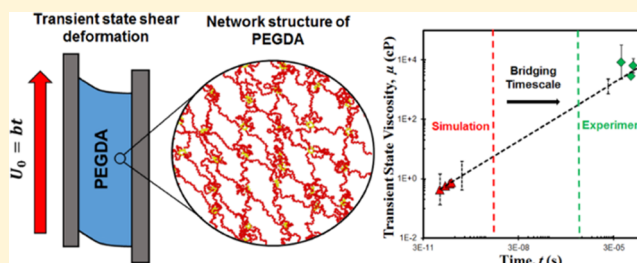 Transient state shear
deformation
U₀ = bt
PEGDA
Network structure of
PEGDA
Transient State Viscosity, μ (cP)
1E+4
1E+2
1E+0
1E-2
Bridging
Timescale
Simulation
Experiment
3E-11
3E-08
3E-05
Time, t (s)